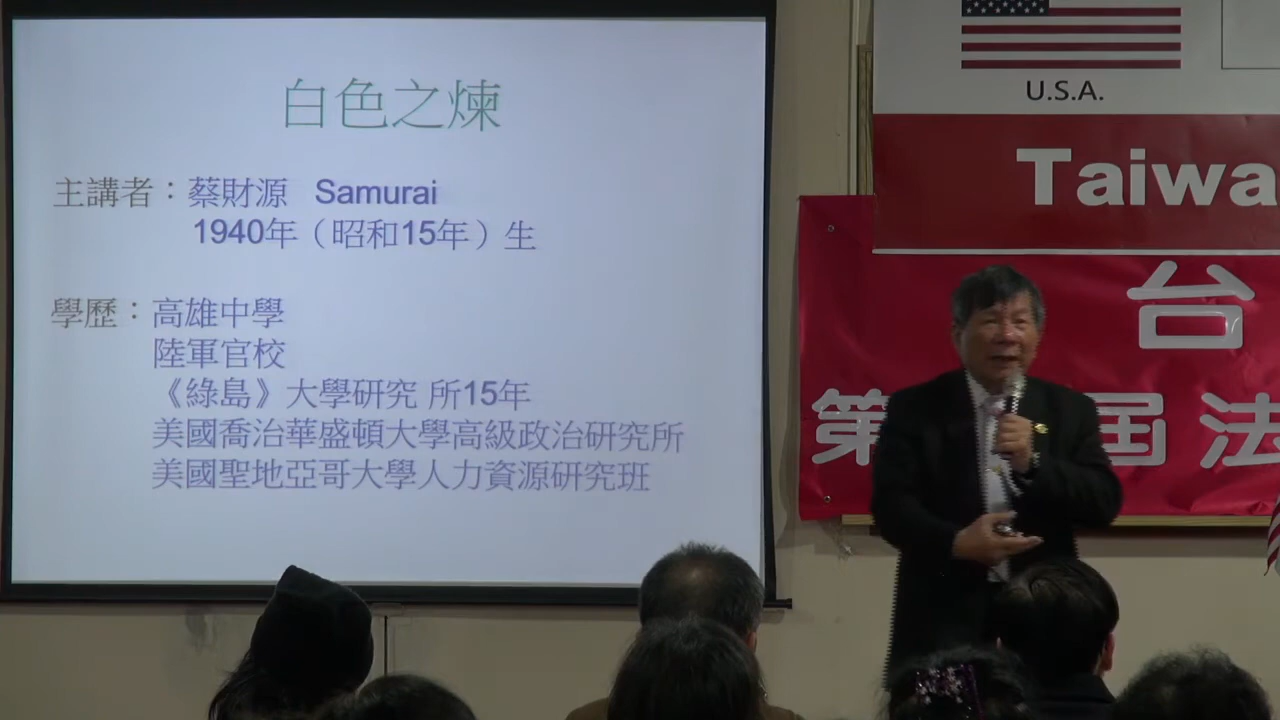 白色之煉
主講者：蔡財源 Samurai
1940年（昭和15年）生
學歷：高雄中學
陸軍官校
《綠島》大學研究 所15年
美國喬治華盛頓大學高級政治研究所
美國聖地亞哥大學人力資源研究班
U.S.A.
Taiwa
台
第 屆 法